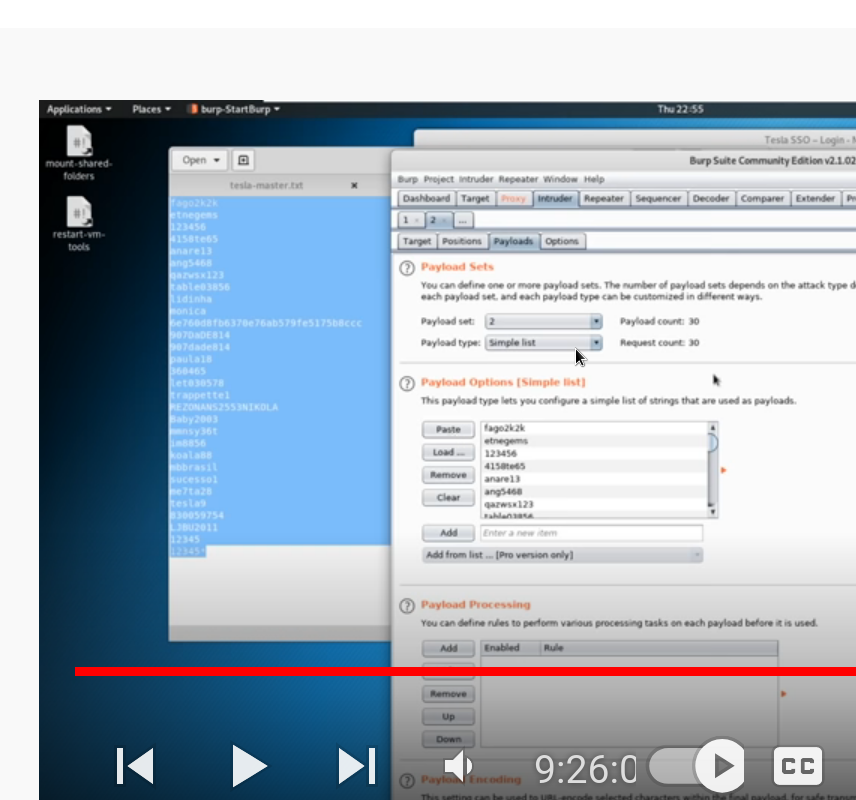 Applications Places burp-StartBurp Thu 22:55
mount-shared-
folders
restart-vm-
tools
Open
tesla-master.txt
fago2k2k
etnegems
123456
4158te65
anare13
ang5468
qazwsx123
table03856
lidinha
monica
6e760d8fb6370e76ab579fe5175b8ccc
907DaDE814
907dade814
paula18
360465
let030578
trappette1
REZONANS2553NIKOLA
Baby2003
im8856
koala88
mbbrasil
sucesso1
me7ta28
tesla9
830059754
LJBU2011
12345
12345*
Tesla SSO – Login - M
Burp Suite Community Edition v2.1.02
Burp Project Intruder Repeater Window Help
Dashboard Target Proxy Intruder Repeater Sequencer Decoder Comparer Extender Pr
1 × 2 × ...
Target Positions Payloads Options
? Payload Sets
You can define one or more payload sets. The number of payload sets depends on the attack type d
each payload set, and each payload type can be customized in different ways.
Payload set: 2 Payload count: 30
Payload type: Simple list Request count: 30
? Payload Options [Simple list]
This payload type lets you configure a simple list of strings that are used as payloads.
Paste
Load ...
Remove
Clear
fago2k2k
etnegems
123456
4158te65
anare13
ang5468
qazwsx123
table03856
Add Enter a new item
Add from list ... [Pro version only]
? Payload Processing
You can define rules to perform various processing tasks on each payload before it is used.
Add Enabled Rule
Remove
Up
Down
? Payload Encoding
This setting can be used to URL-encode selected characters within the final payload, for safe
9:26:0
CC